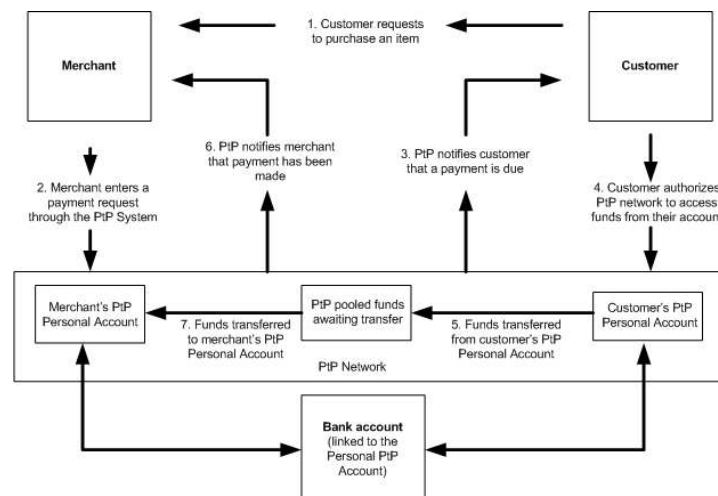 1. Customer requests
to purchase an item
Merchant
Customer
6. PtP notifies merchant
that payment has been
made
3. PtP notifies customer
that a payment is due
2. Merchant enters a
payment request
through the PtP System
4. Customer authorizes
PtP network to access
funds from their account
Merchant's PtP
Personal Account
PtP pooled funds
awaiting transfer
Customer's PtP
Personal Account
7. Funds transferred
to merchant's PtP
Personal Account
5. Funds transferred
from customer's PtP
Personal Account
PtP Network
Bank account
(linked to the
Personal PtP
Account)